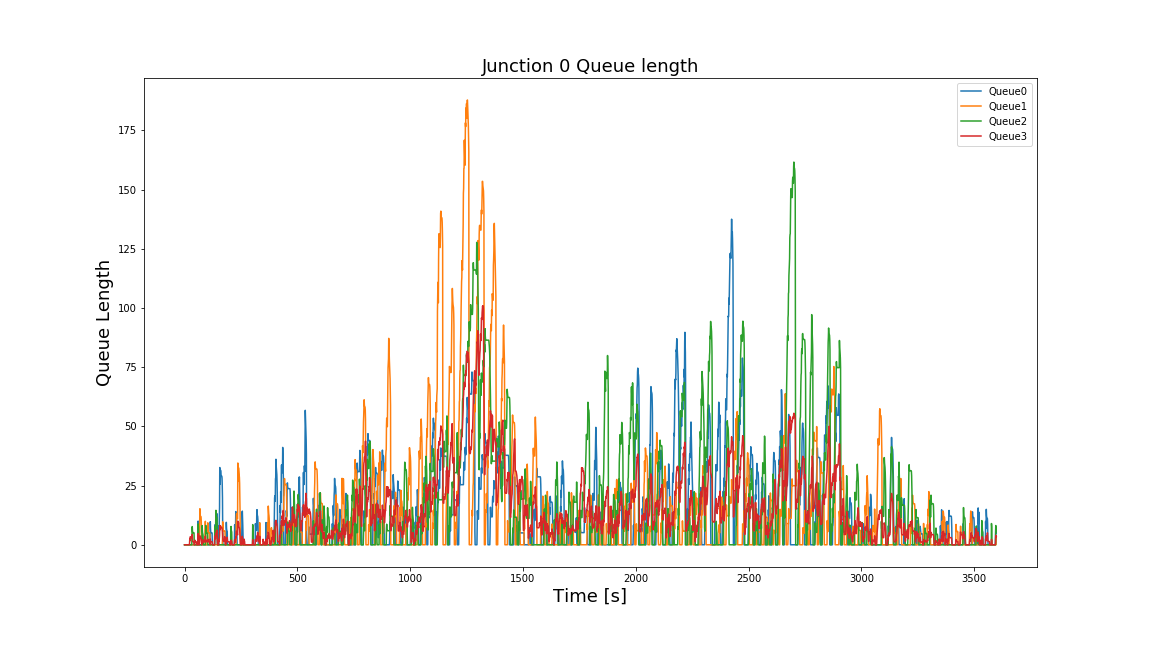 Junction 0 Queue length
Queue0
Queue1
Queue2
Queue3
Queue Length
175
150
125
100
75
50
25
0
0 500 1000 1500 2000 2500 3000 3500
Time [s]